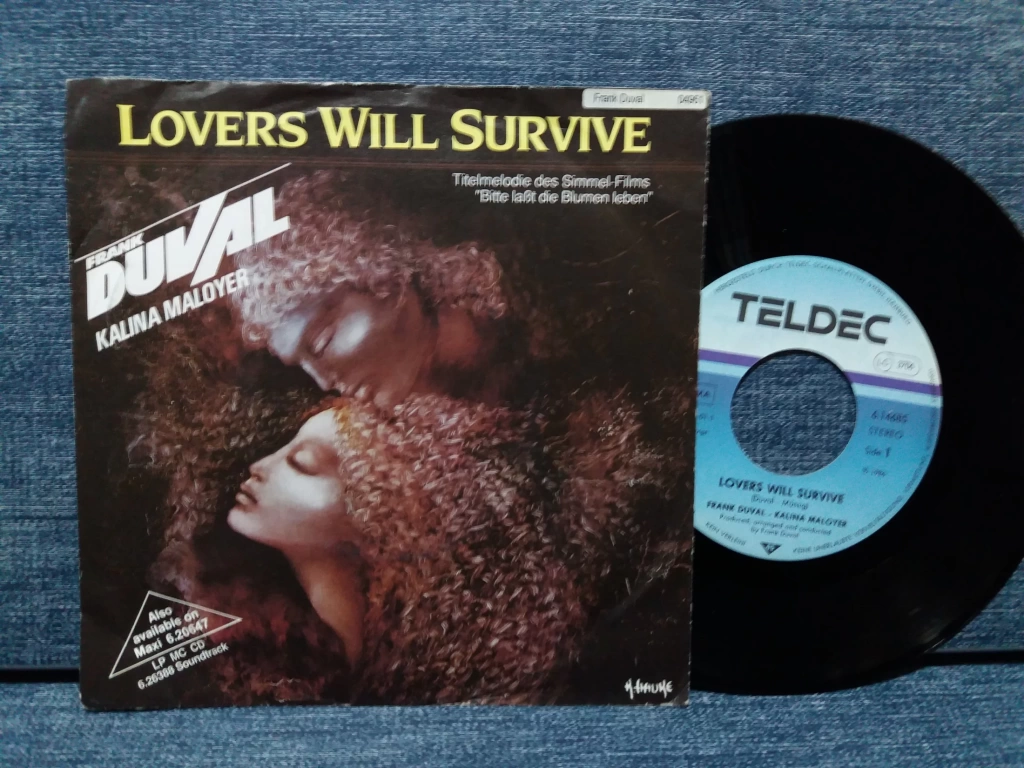 Frank Duval 04961
LOVERS WILL SURVIVE
Titelmelodie des Simmel-Films
"Bitte laßt die Blumen leben"
FRANK
DUVAL
KALINA MALOYER
Also
available on
Maxi 6.20647
LP MC CD
6.26388 Soundtrack
TELDEC
STEREO
Side 1
LOVERS WILL SURVIVE
FRANK DUVAL - KALINA MALOYER
Produced, arranged and conducted
by Frank Duval